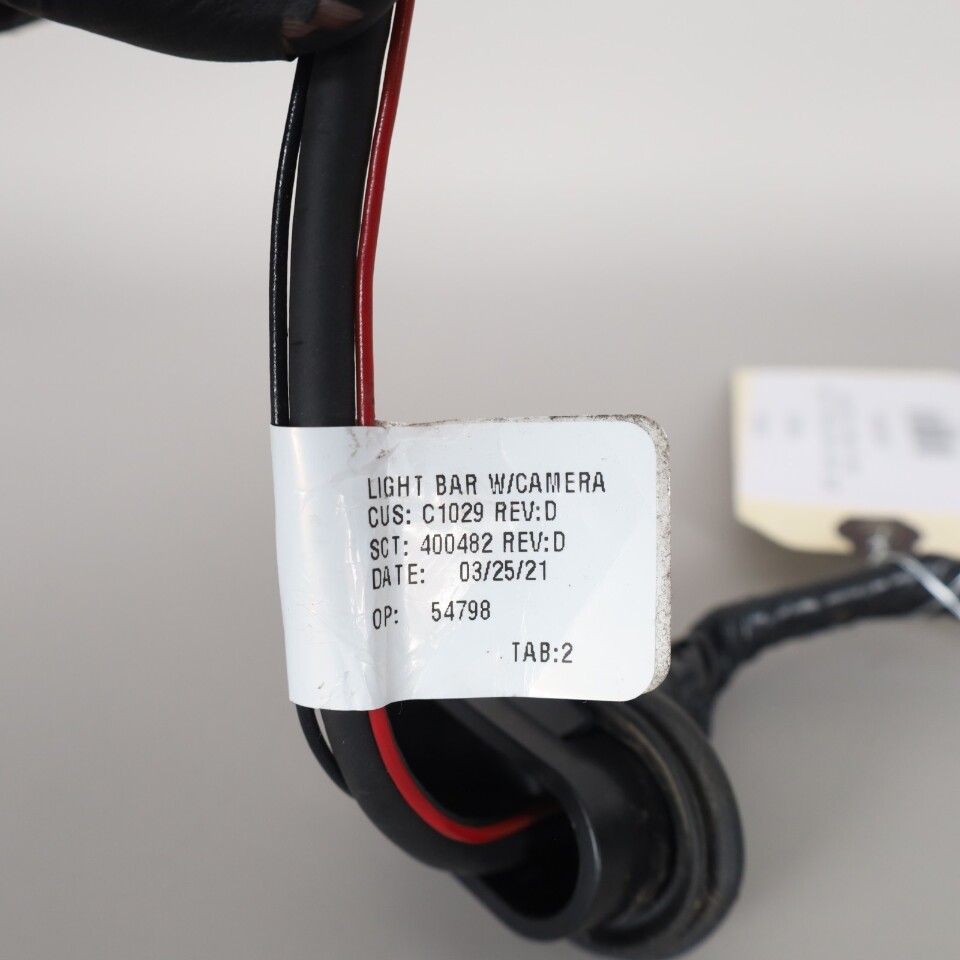 LIGHT BAR W/CAMERA
CUS: C1029 REV:D
SCT: 400482 REV:D
DATE: 03/25/21
OP: 54798
TAB:2